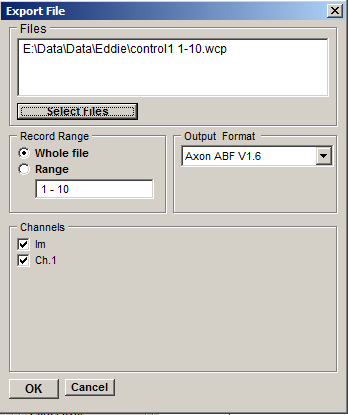 Export File
Files
E:\Data\Data\Eddie\control1 1-10.wcp
Select Files
Record Range
Whole file
Range
1 - 10
Output Format
Axon ABF V1.6
Channels
Im
Ch.1
OK
Cancel